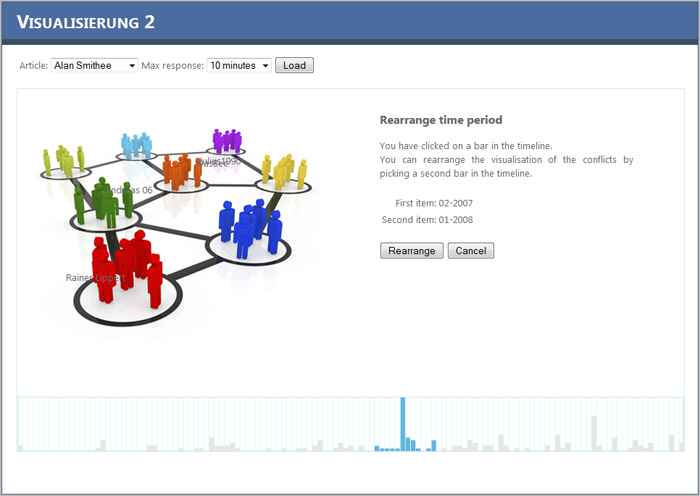 VISUALISIERUNG 2
Article: Alan Smithee Max response: 10 minutes Load
Rearrange time period
You have clicked on a bar in the timeline.
You can rearrange the visualisation of the conflicts by
picking a second bar in the timeline.
First item: 02-2007
Second item: 01-2008
Rearrange Cancel
Julius1990
Andreas 06
Rainer Lippert